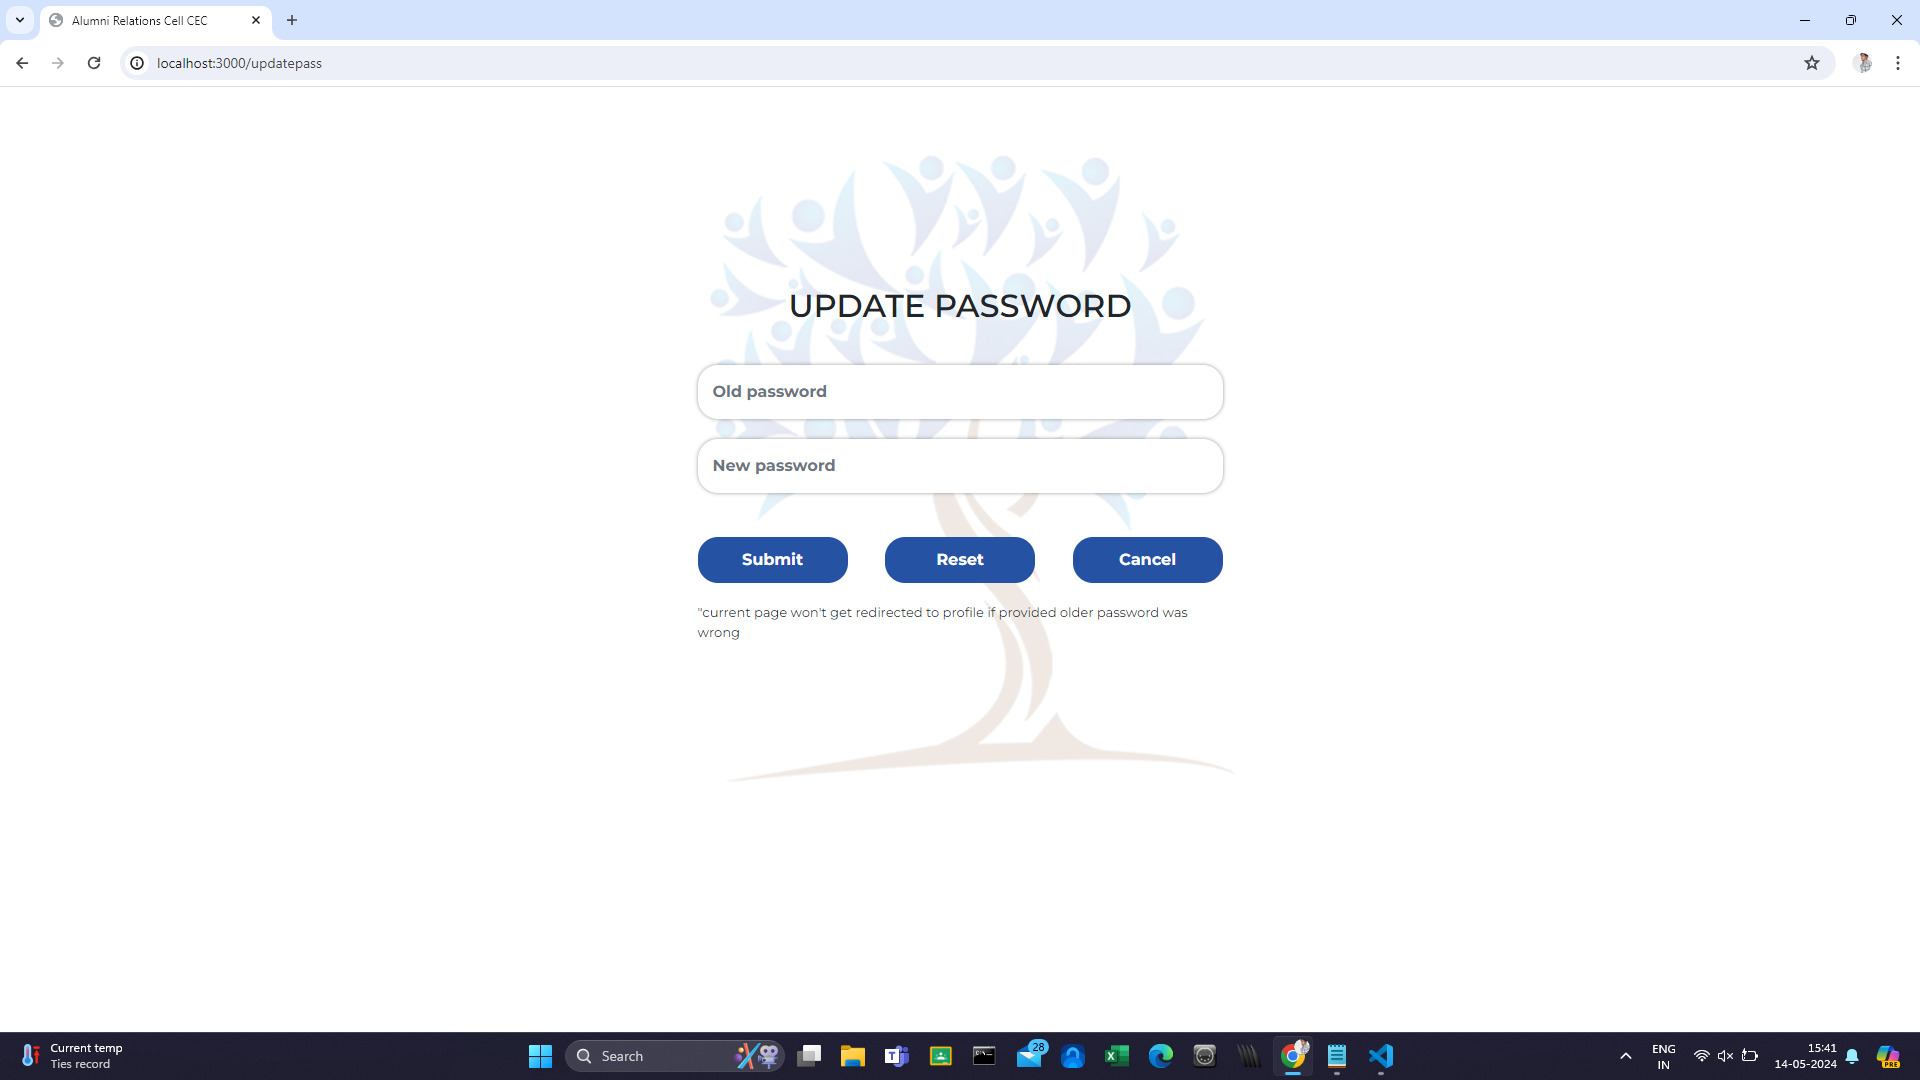 Alumni Relations Cell CEC
localhost:3000/updatepass
UPDATE PASSWORD
Old password
New password
Submit Reset Cancel
"current page won't get redirected to profile if provided older password was
wrong
Current temp
Ties record
Search
28
ENG
IN
15:41
14-05-2024
PRE